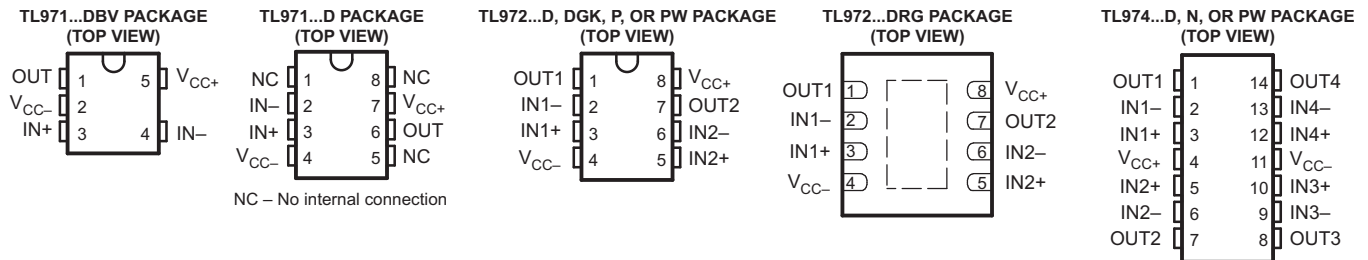 TL971...DBV PACKAGE
(TOP VIEW)
OUT 1 5 VCC+
VCC– 2
IN+ 3 4 IN–
TL971...D PACKAGE
(TOP VIEW)
NC 1 8 NC
IN– 2 7 VCC+
IN+ 3 6 OUT
VCC– 4 5 NC
NC – No internal connection
TL972...D, DGK, P, OR PW PACKAGE
(TOP VIEW)
OUT1 1 8 VCC+
IN1– 2 7 OUT2
IN1+ 3 6 IN2–
VCC– 4 5 IN2+
TL972...DRG PACKAGE
(TOP VIEW)
OUT1 1 8 VCC+
IN1– 2 7 OUT2
IN1+ 3 6 IN2–
VCC– 4 5 IN2+
TL974...D, N, OR PW PACKAGE
(TOP VIEW)
OUT1 1 14 OUT4
IN1– 2 13 IN4–
IN1+ 3 12 IN4+
VCC+ 4 11 VCC–
IN2+ 5 10 IN3+
IN2– 6 9 IN3–
OUT2 7 8 OUT3